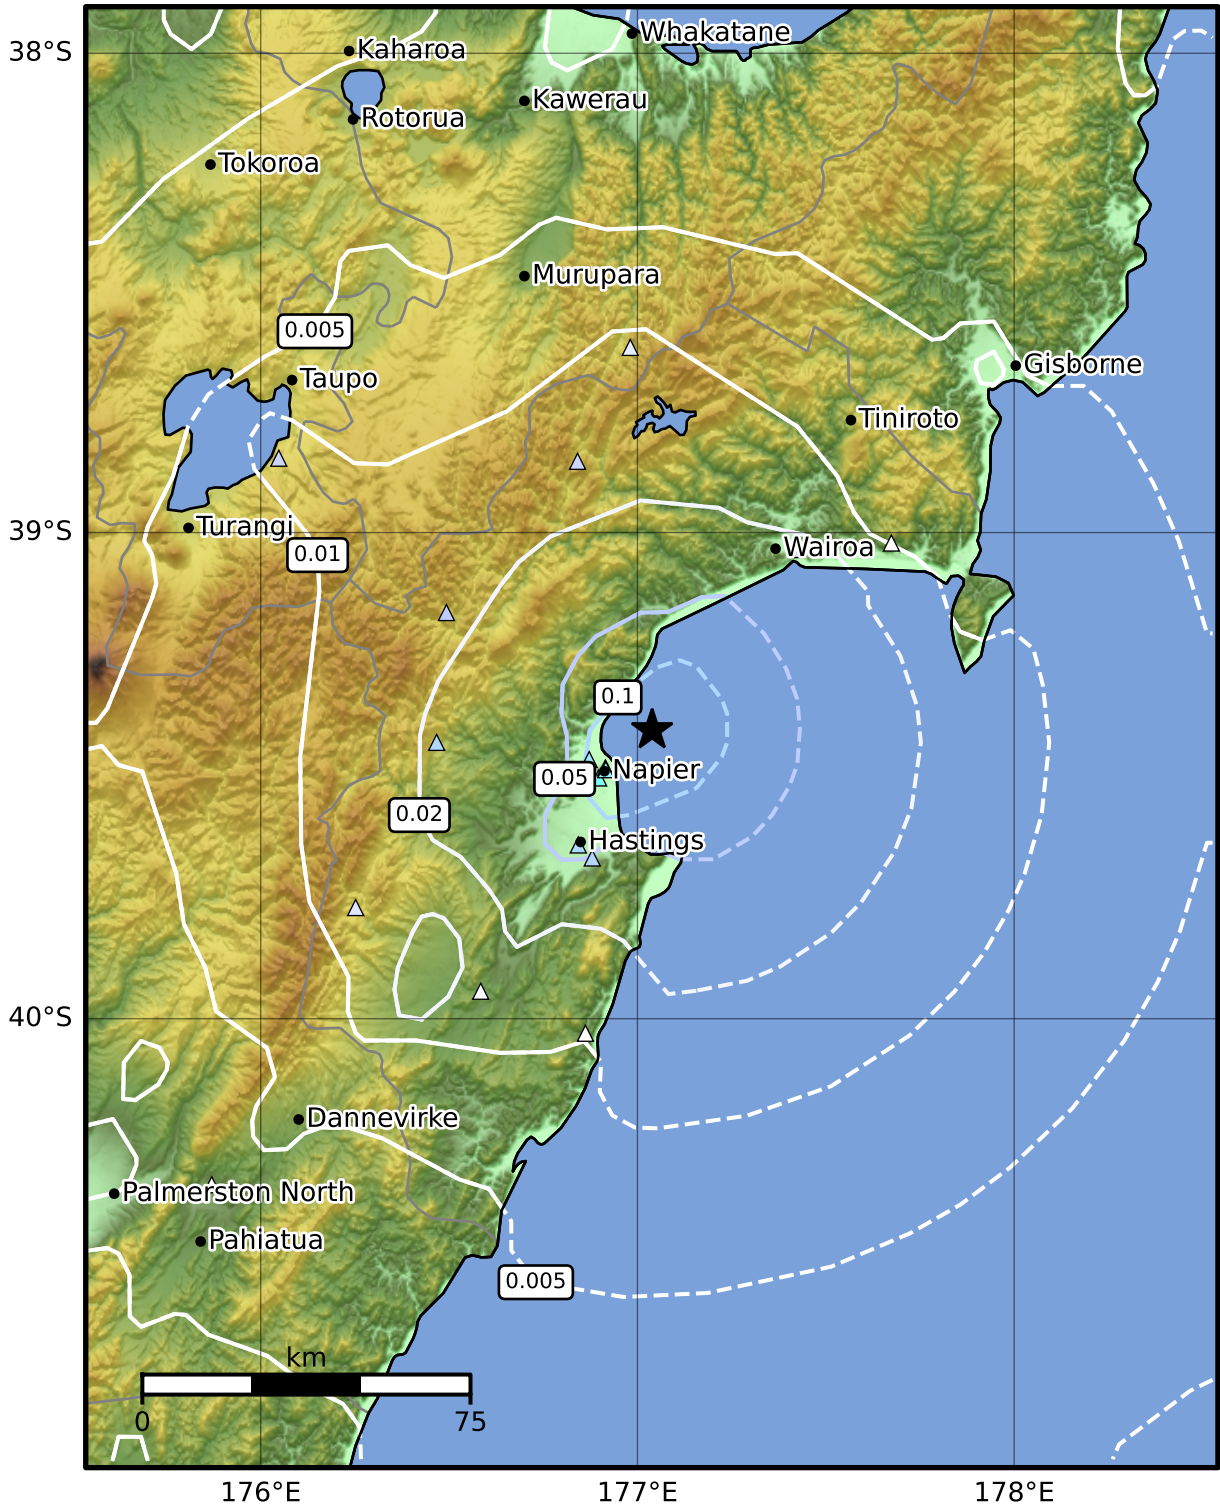 Whakatane
38°S
Kaharoa
Kawerau
Rotorua
Tokoroa
Murupara
0.005
Gisborne
Taupo
Tiniroto
39°S
Turangi
0.01
Wairoa
0.1
Napier
0.05
0.02
Hastings
40°S
Dannevirke
Palmerston North
Pahiatua
0.005
km
0
75
176°E
177°E
178°E